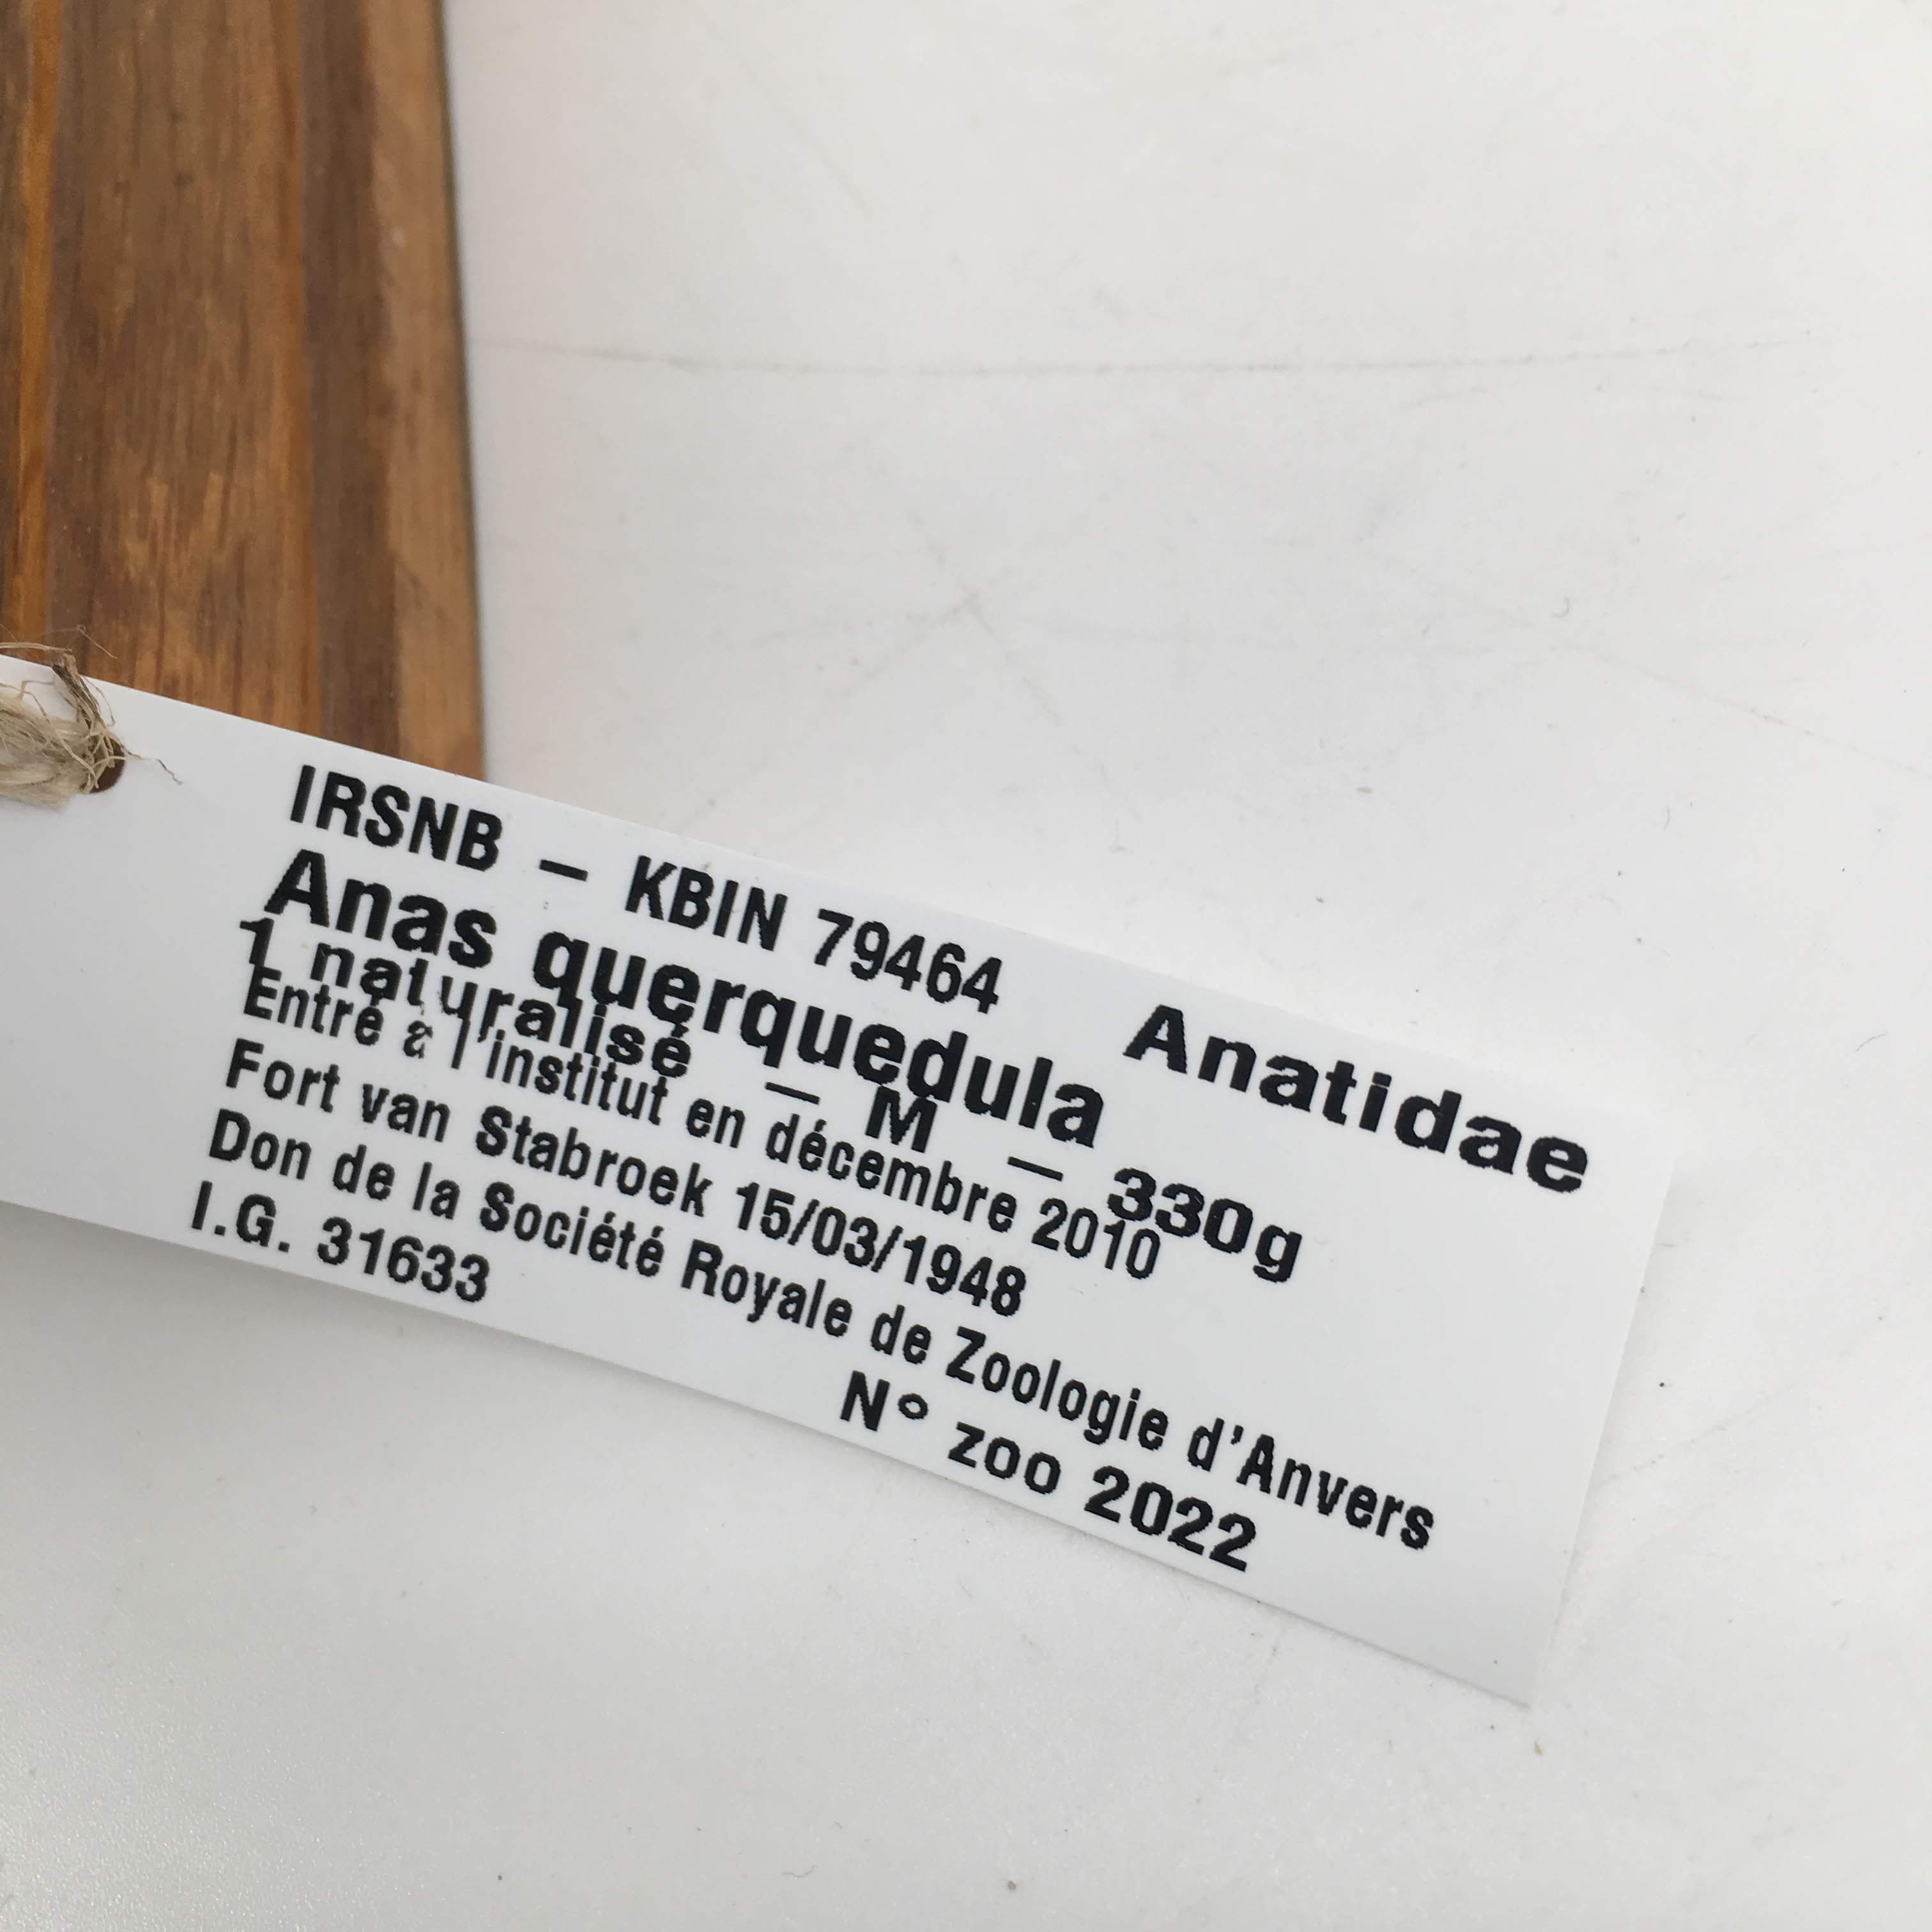 IRSNB – KBIN 79464
Anas querquedula Anatidae
1 naturalisé – M – 330g
Entré à l'institut en décembre 2010
Fort van Stabroek 15/03/1948
Don de la Société Royale de Zoologie d'Anvers
I.G. 31633 N° zoo 2022